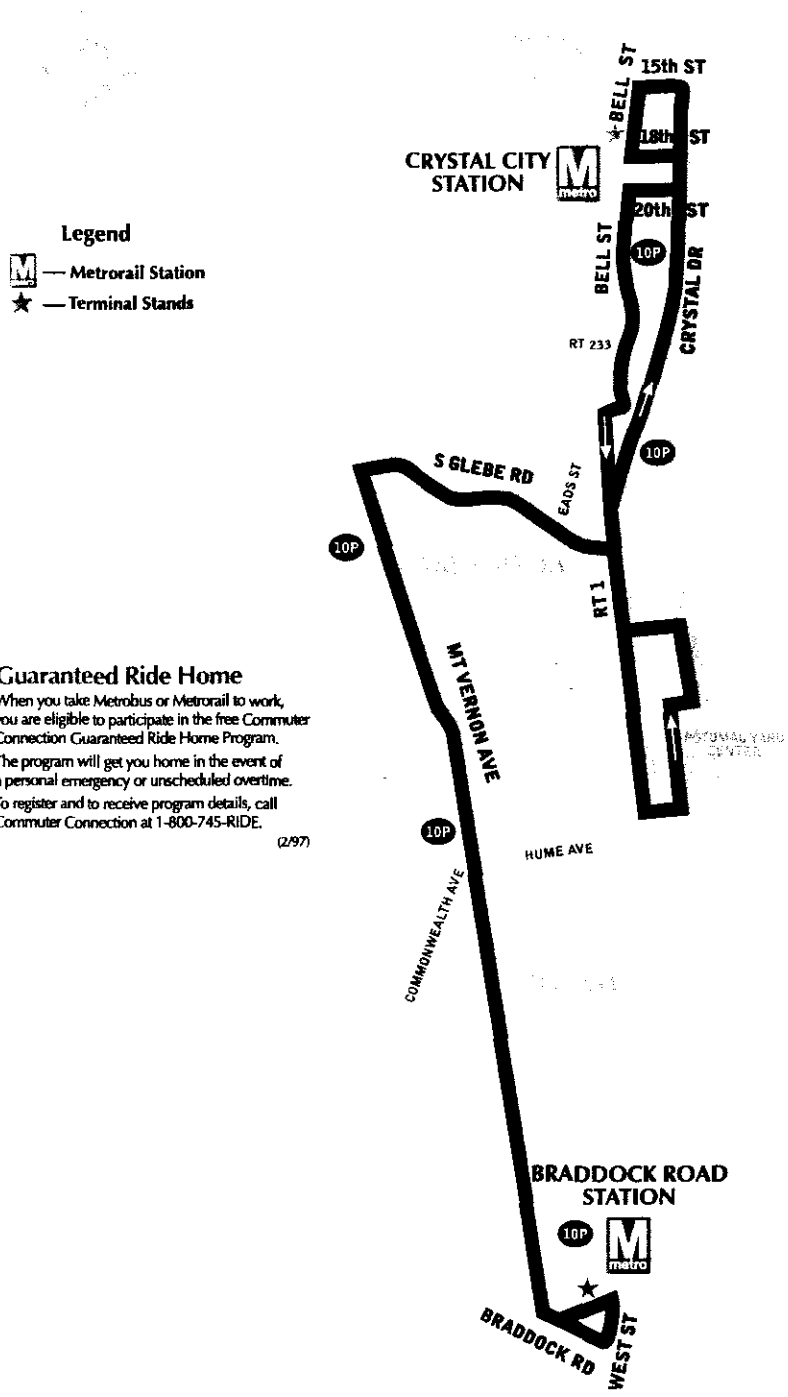 BELL ST
15th ST
18th ST
CRYSTAL CITY
STATION
M
metro
20th ST
Legend
M — Metrorail Station
★ — Terminal Stands
BELL ST
10P
CRYSTAL DR
RT 233
10P
S GLEBE RD
EADS ST
10P
RT 1
MT VERNON AVE
Guaranteed Ride Home
When you take Metrobus or Metrorail to work,
you are eligible to participate in the free Commuter
Connection Guaranteed Ride Home Program.
The program will get you home in the event of
a personal emergency or unscheduled overtime.
To register and to receive program details, call
Commuter Connection at 1-800-745-RIDE.
(2/97)
POTOMAC YARD
CENTER
10P
HUME AVE
COMMONWEALTH AVE
BRADDOCK ROAD
STATION
10P
M
metro
BRADDOCK RD
WEST ST